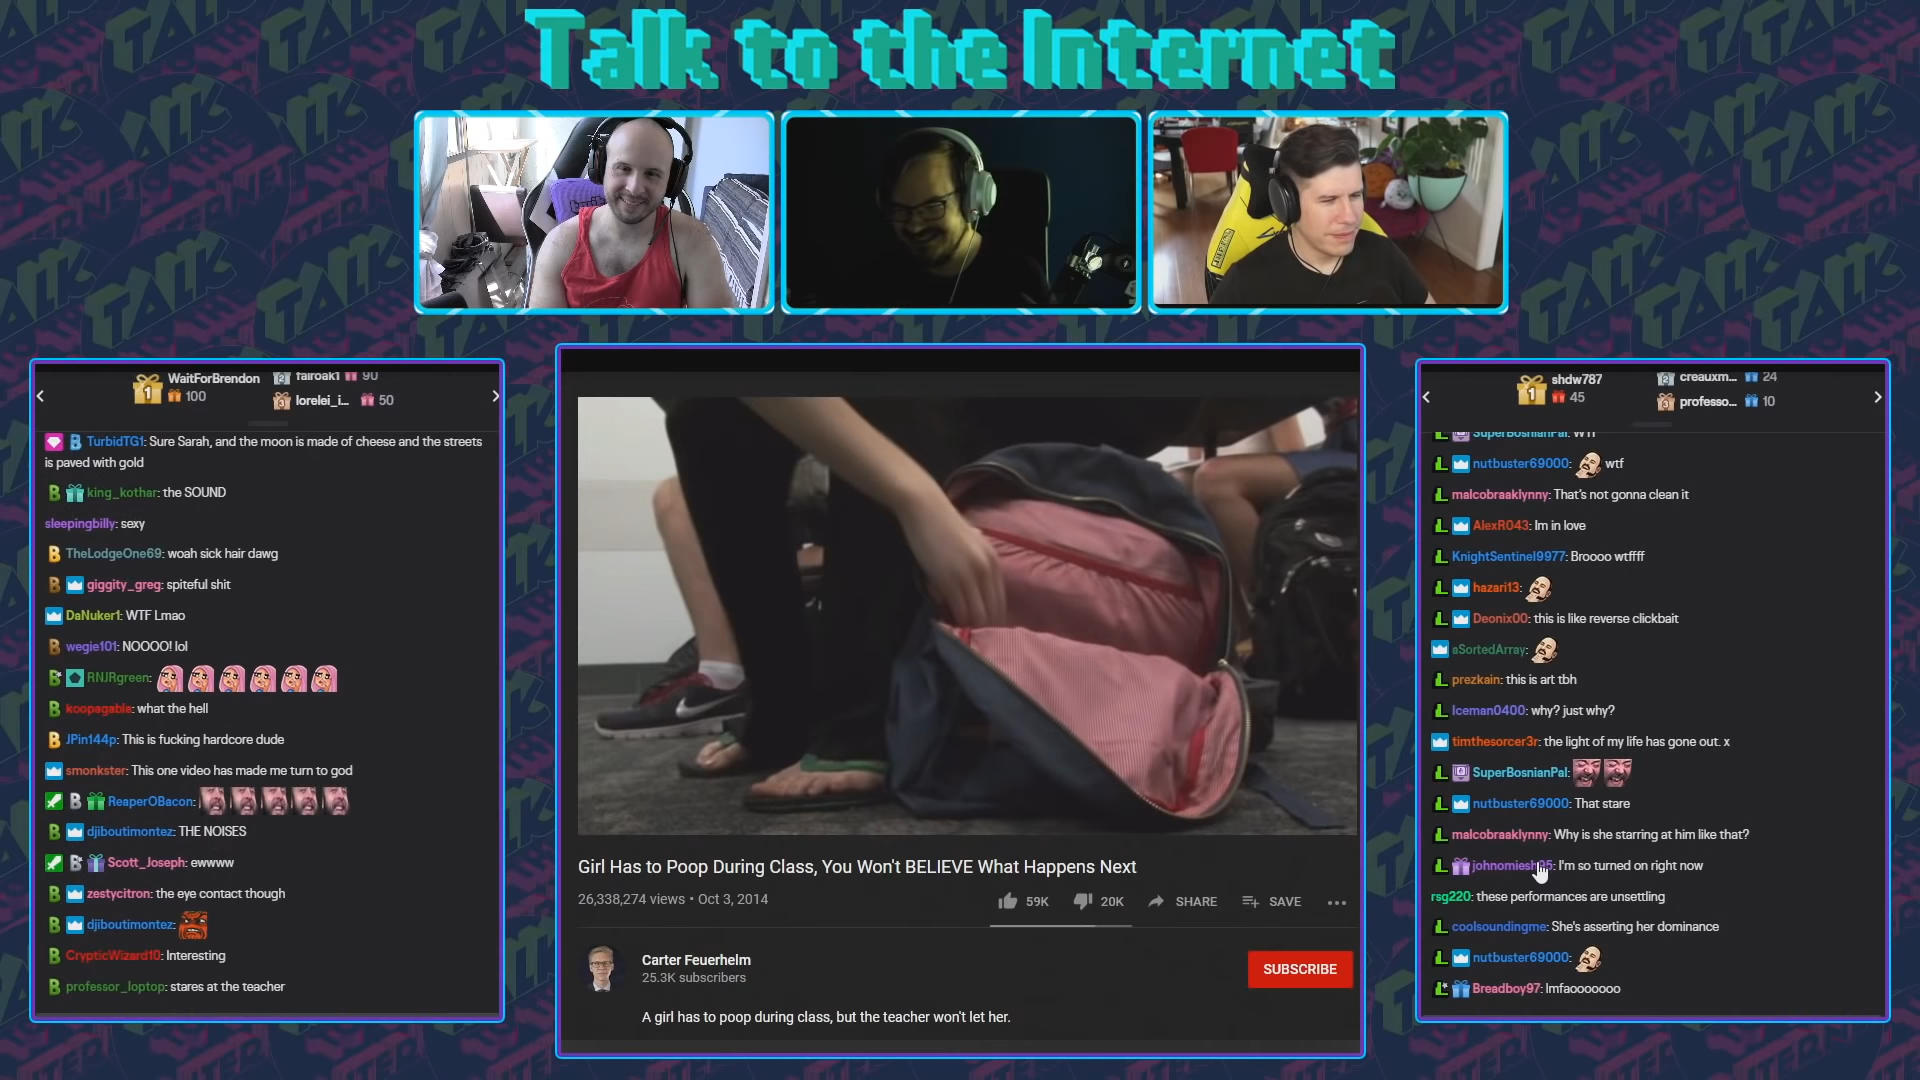 Talk to the Internet
WaitForBrendon
100
fairoak1 90
lorelei_i... 50
TurbidTG1: Sure Sarah, and the moon is made of cheese and the streets
is paved with gold
king_kothar: the SOUND
sleepingbilly: sexy
TheLodgeOne69: woah sick hair dawg
giggity_greg: spiteful shit
DaNuker1: WTF Lmao
wegie101: NOOOO! lol
RNJRgreen:
koopagable: what the hell
JPin144p: This is fucking hardcore dude
smonkster: This one video has made me turn to god
ReaperOBacon:
djiboutimontez: THE NOISES
Scott_Joseph: ewwww
zestycitron: the eye contact though
djiboutimontez:
CrypticWizard10: Interesting
professor_loptop: stares at the teacher
Girl Has to Poop During Class, You Won't BELIEVE What Happens Next
26,338,274 views • Oct 3, 2014
59K 20K SHARE SAVE
Carter Feuerhelm
25.3K subscribers
SUBSCRIBE
A girl has to poop during class, but the teacher won't let her.
shdw787
45
creauxm... 24
professo... 10
SuperBosnianPal: WTF
nutbuster69000: wtf
malcobraaklynny: That's not gonna clean it
AlexR043: Im in love
KnightSentinel9977: Broooo wtffff
hazari13:
Deonix00: this is like reverse clickbait
aSortedArray:
prezkain: this is art tbh
Iceman0400: why? just why?
timthesorcer3r: the light of my life has gone out. x
SuperBosnianPal:
nutbuster69000: That stare
malcobraaklynny: Why is she starring at him like that?
I'm so turned on right now
rsg220: these performances are unsettling
coolsoundingme: She's asserting her dominance
nutbuster69000:
Breadboy97: lmfaooooooo